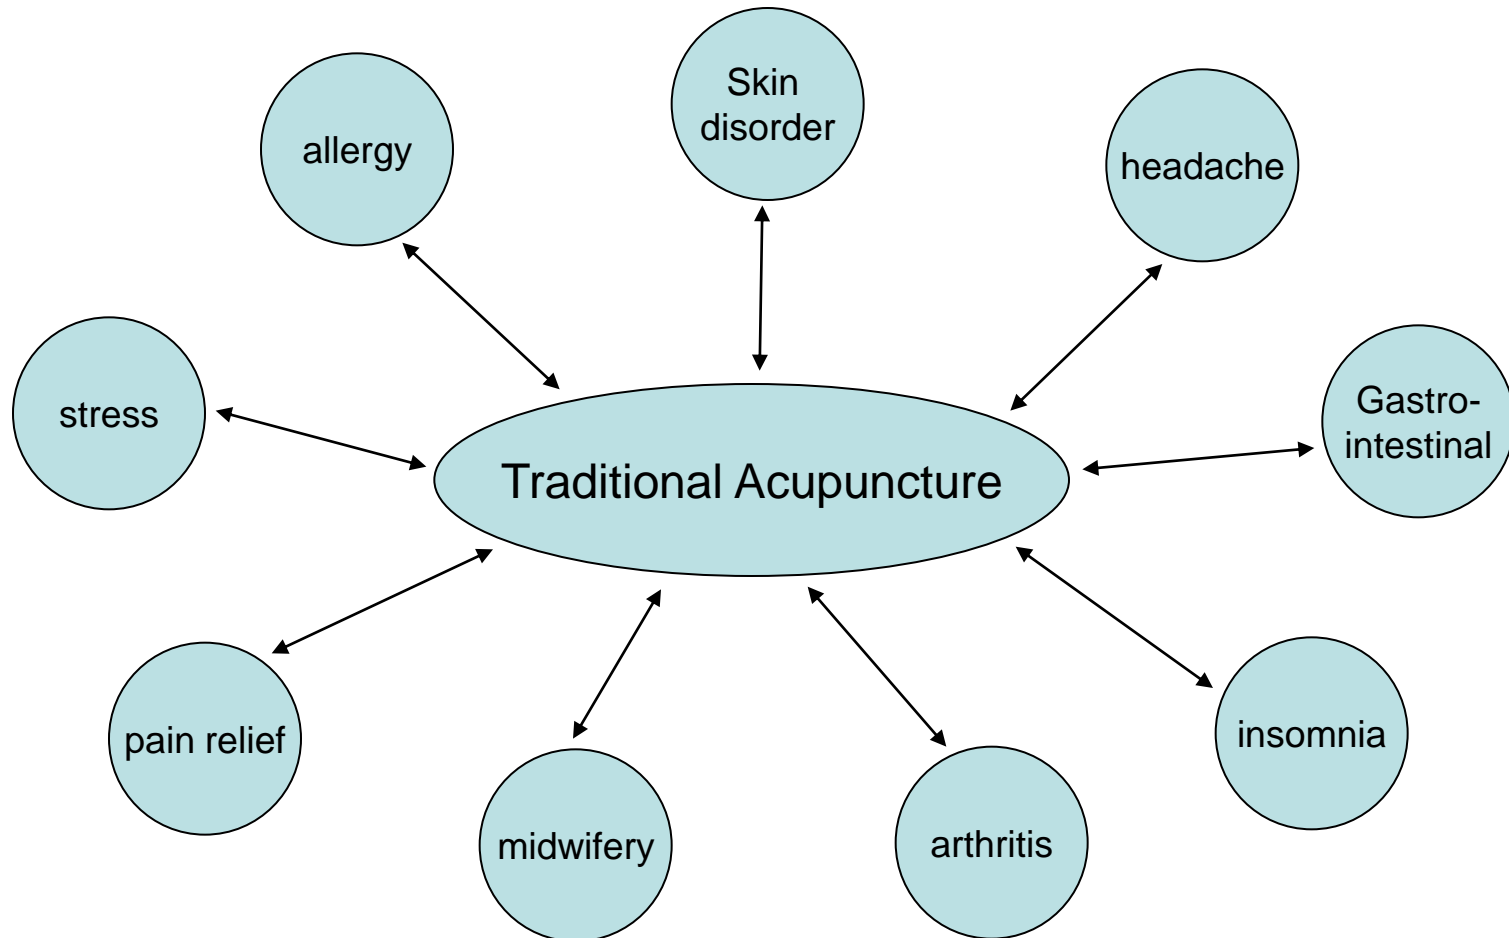 Skin
disorder
allergy
headache
stress
Gastro-
intestinal
Traditional Acupuncture
pain relief
insomnia
midwifery
arthritis